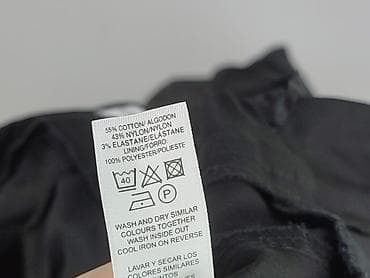 55% COTTON/ ALGODON
43% NYLON/NYLON
3% ELASTANE/ELASTANE
LINING/FORRO:
100% POLYESTER/POLIESTE
40
P
WASH AND DRY SIMILAR
COLOURS TOGETHER
WASH INSIDE OUT
COOL IRON ON REVERSE
LAVAR Y SECAR LOS
COLORES SIMILARES